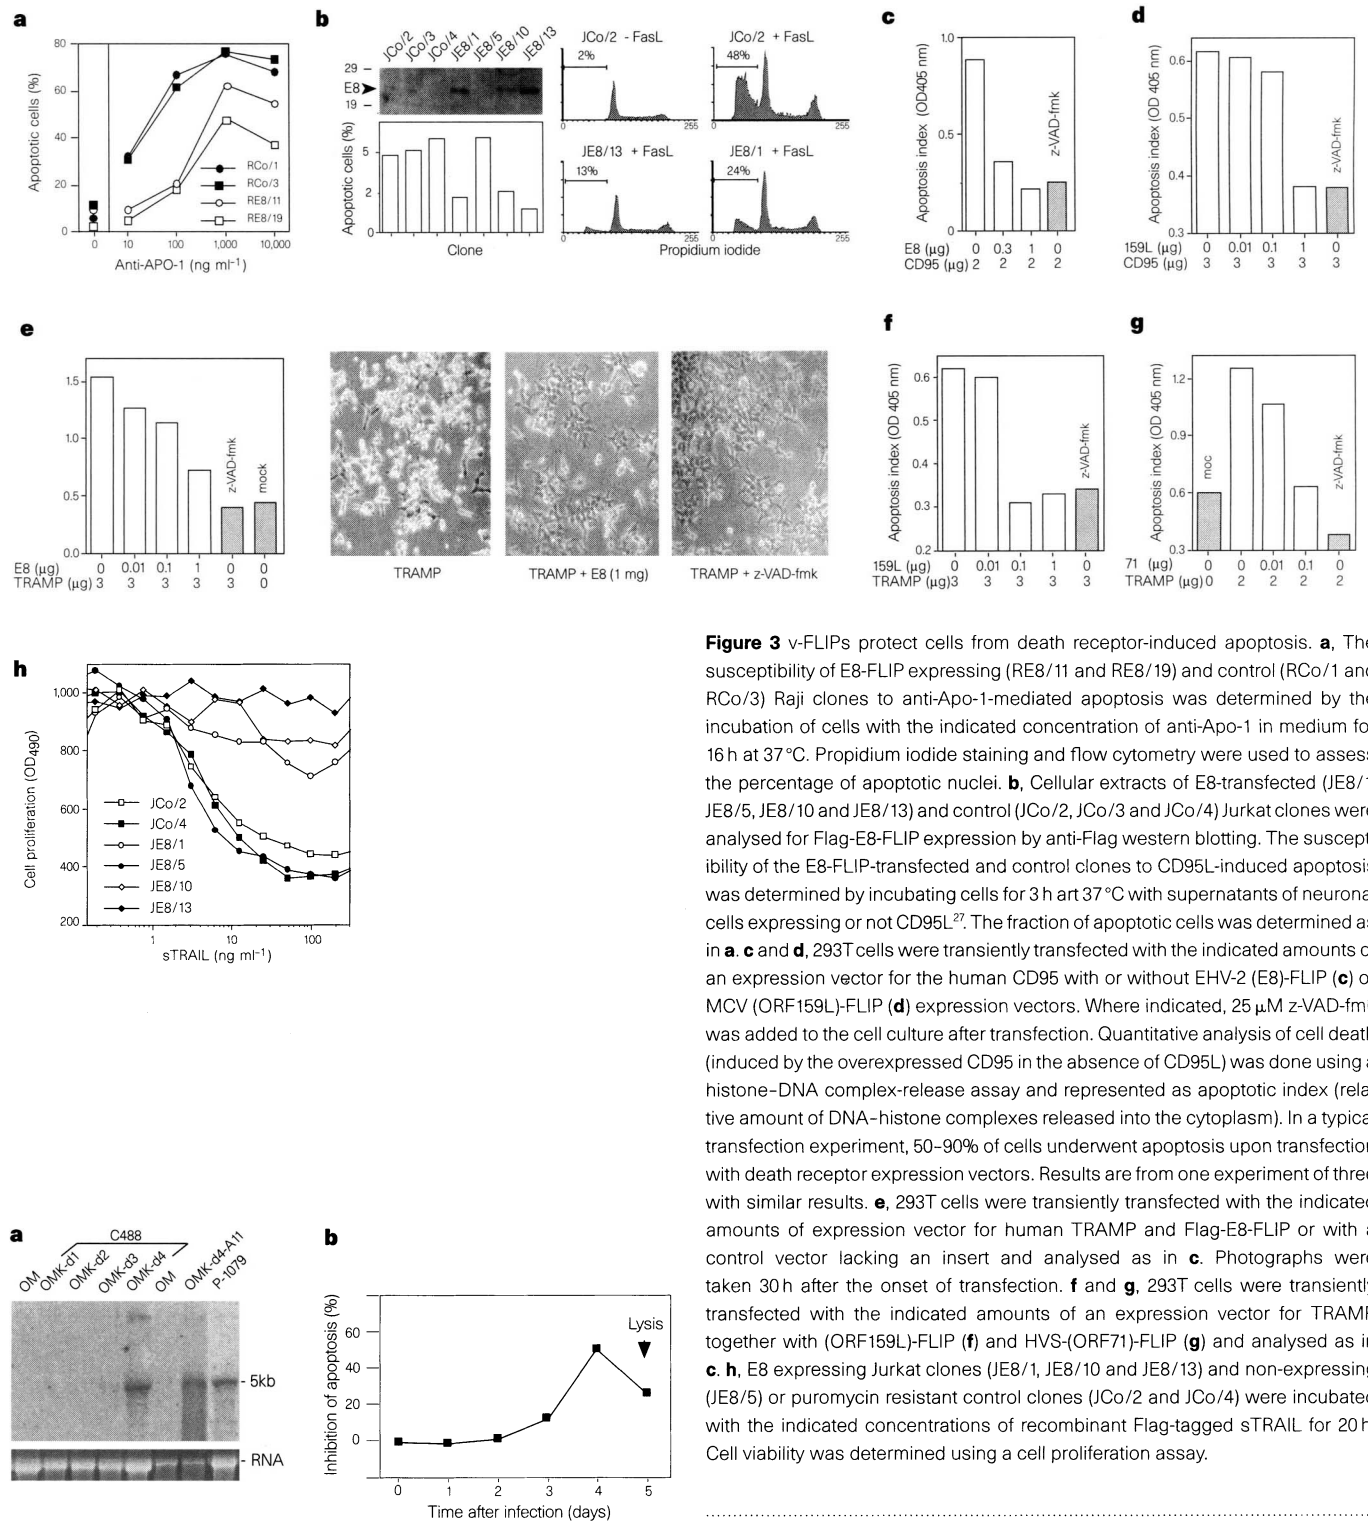 a
Apoptotic cells (%)
80
60
40
20
0
RCo/1
RCo/3
RE8/11
RE8/19
0 10 100 1,000 10,000
Anti-APO-1 (ng ml⁻¹)
b
JCo/2 JCo/3 JCo/4 JE8/1 JE8/5 JE8/10 JE8/13
29
E8
19
Apoptotic cells (%)
5
2
0
Clone
JCo/2 - FasL
2%
0 255
JCo/2 + FasL
48%
0 255
JE8/13 + FasL
13%
0 255
JE8/1 + FasL
24%
0 255
Propidium iodide
c
Apoptosis index (OD405 nm)
1.0
0.5
0
z-VAD-fmk
E8 (µg) 0 0.3 1 0
CD95 (µg) 2 2 2 2
d
Apoptosis index (OD 405 nm)
0.6
0.5
0.4
0.3
z-VAD-fmk
159L (µg) 0 0.01 0.1 1 0
CD95 (µg) 3 3 3 3 3
e
1.5
1.0
0.5
0.0
z-VAD-fmk
mock
E8 (µg) 0 0.01 0.1 1 0 0
TRAMP (µg) 3 3 3 3 3 0
TRAMP
TRAMP + E8 (1 mg)
TRAMP + z-VAD-fmk
f
Apoptosis index (OD 405 nm)
0.6
0.5
0.4
0.3
0.2
z-VAD-fmk
159L (µg) 0 0.01 0.1 1 0
TRAMP (µg) 3 3 3 3 3
g
Apoptosis index (OD 405 nm)
1.2
0.9
0.6
0.3
moc
z-VAD-fmk
71 (µg) 0 0 0.01 0.1 0
TRAMP (µg) 0 2 2 2 2
h
Cell proliferation (OD490)
1,000
800
600
400
200
JCo/2
JCo/4
JE8/1
JE8/5
JE8/10
JE8/13
1 10 100
sTRAIL (ng ml⁻¹)
Figure 3 v-FLIPs protect cells from death receptor-induced apoptosis. a, The
susceptibility of E8-FLIP expressing (RE8/11 and RE8/19) and control (RCo/1 and
RCo/3) Raji clones to anti-Apo-1-mediated apoptosis was determined by the
incubation of cells with the indicated concentration of anti-Apo-1 in medium fo
16 h at 37 °C. Propidium iodide staining and flow cytometry were used to assess
the percentage of apoptotic nuclei. b, Cellular extracts of E8-transfected (JE8/1
JE8/5, JE8/10 and JE8/13) and control (JCo/2, JCo/3 and JCo/4) Jurkat clones were
analysed for Flag-E8-FLIP expression by anti-Flag western blotting. The suscept
ibility of the E8-FLIP-transfected and control clones to CD95L-induced apoptosis
was determined by incubating cells for 3 h art 37 °C with supernatants of neurona
cells expressing or not CD95L²⁷. The fraction of apoptotic cells was determined as
in a. c and d, 293T cells were transiently transfected with the indicated amounts o
an expression vector for the human CD95 with or without EHV-2 (E8)-FLIP (c) o
MCV (ORF159L)-FLIP (d) expression vectors. Where indicated, 25 µM z-VAD-fm
was added to the cell culture after transfection. Quantitative analysis of cell death
(induced by the overexpressed CD95 in the absence of CD95L) was done using a
histone–DNA complex-release assay and represented as apoptotic index (rela
tive amount of DNA–histone complexes released into the cytoplasm). In a typica
transfection experiment, 50–90% of cells underwent apoptosis upon transfection
with death receptor expression vectors. Results are from one experiment of three
with similar results. e, 293T cells were transiently transfected with the indicated
amounts of expression vector for human TRAMP and Flag-E8-FLIP or with a
control vector lacking an insert and analysed as in c. Photographs were
taken 30 h after the onset of transfection. f and g, 293T cells were transiently
transfected with the indicated amounts of an expression vector for TRAMP
together with (ORF159L)-FLIP (f) and HVS-(ORF71)-FLIP (g) and analysed as in
c. h, E8 expressing Jurkat clones (JE8/1, JE8/10 and JE8/13) and non-expressing
(JE8/5) or puromycin resistant control clones (JCo/2 and JCo/4) were incubated
with the indicated concentrations of recombinant Flag-tagged sTRAIL for 20 h
Cell viability was determined using a cell proliferation assay.
a
C488
OM OMK-d1 OMK-d2 OMK-d3 OMK-d4 OM OMK-d4-A11 P-1079
- 5kb
- RNA
b
Inhibition of apoptosis (%)
60
40
20
0
Lysis
0 1 2 3 4 5
Time after infection (days)